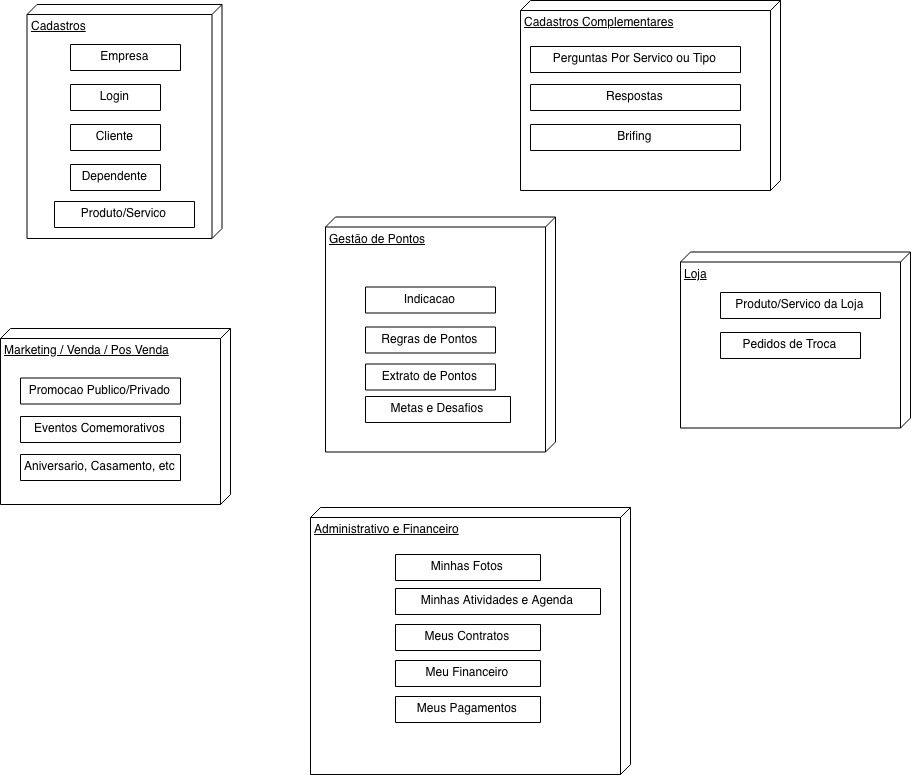 Cadastros
Empresa
Login
Cliente
Dependente
Produto/Servico
Cadastros Complementares
Perguntas Por Servico ou Tipo
Respostas
Brifing
Gestão de Pontos
Indicacao
Regras de Pontos
Extrato de Pontos
Metas e Desafios
Loja
Produto/Servico da Loja
Pedidos de Troca
Marketing / Venda / Pos Venda
Promocao Publico/Privado
Eventos Comemorativos
Aniversario, Casamento, etc
Administrativo e Financeiro
Minhas Fotos
Minhas Atividades e Agenda
Meus Contratos
Meu Financeiro
Meus Pagamentos